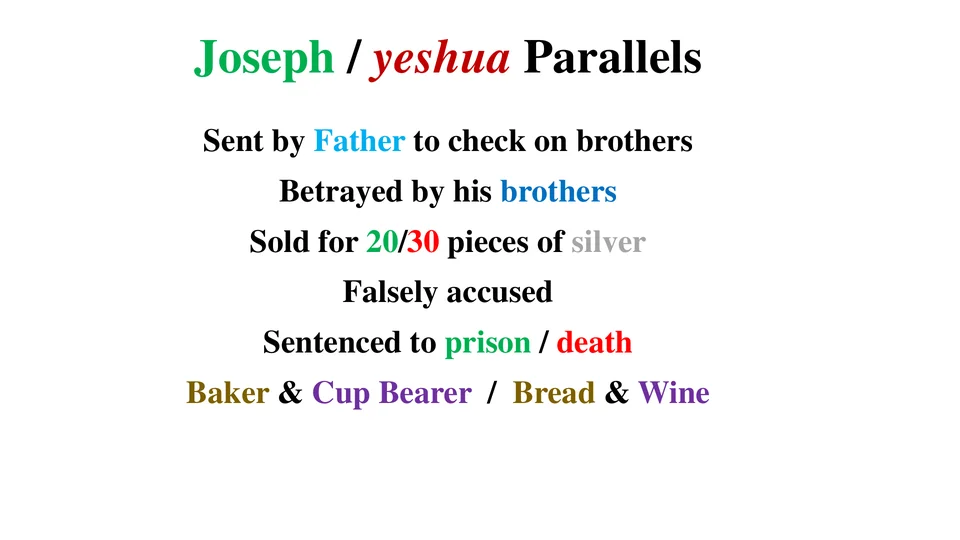 Joseph / yeshua Parallels
Sent by Father to check on brothers
Betrayed by his brothers
Sold for 20/30 pieces of silver
Falsely accused
Sentenced to prison / death
Baker & Cup Bearer / Bread & Wine